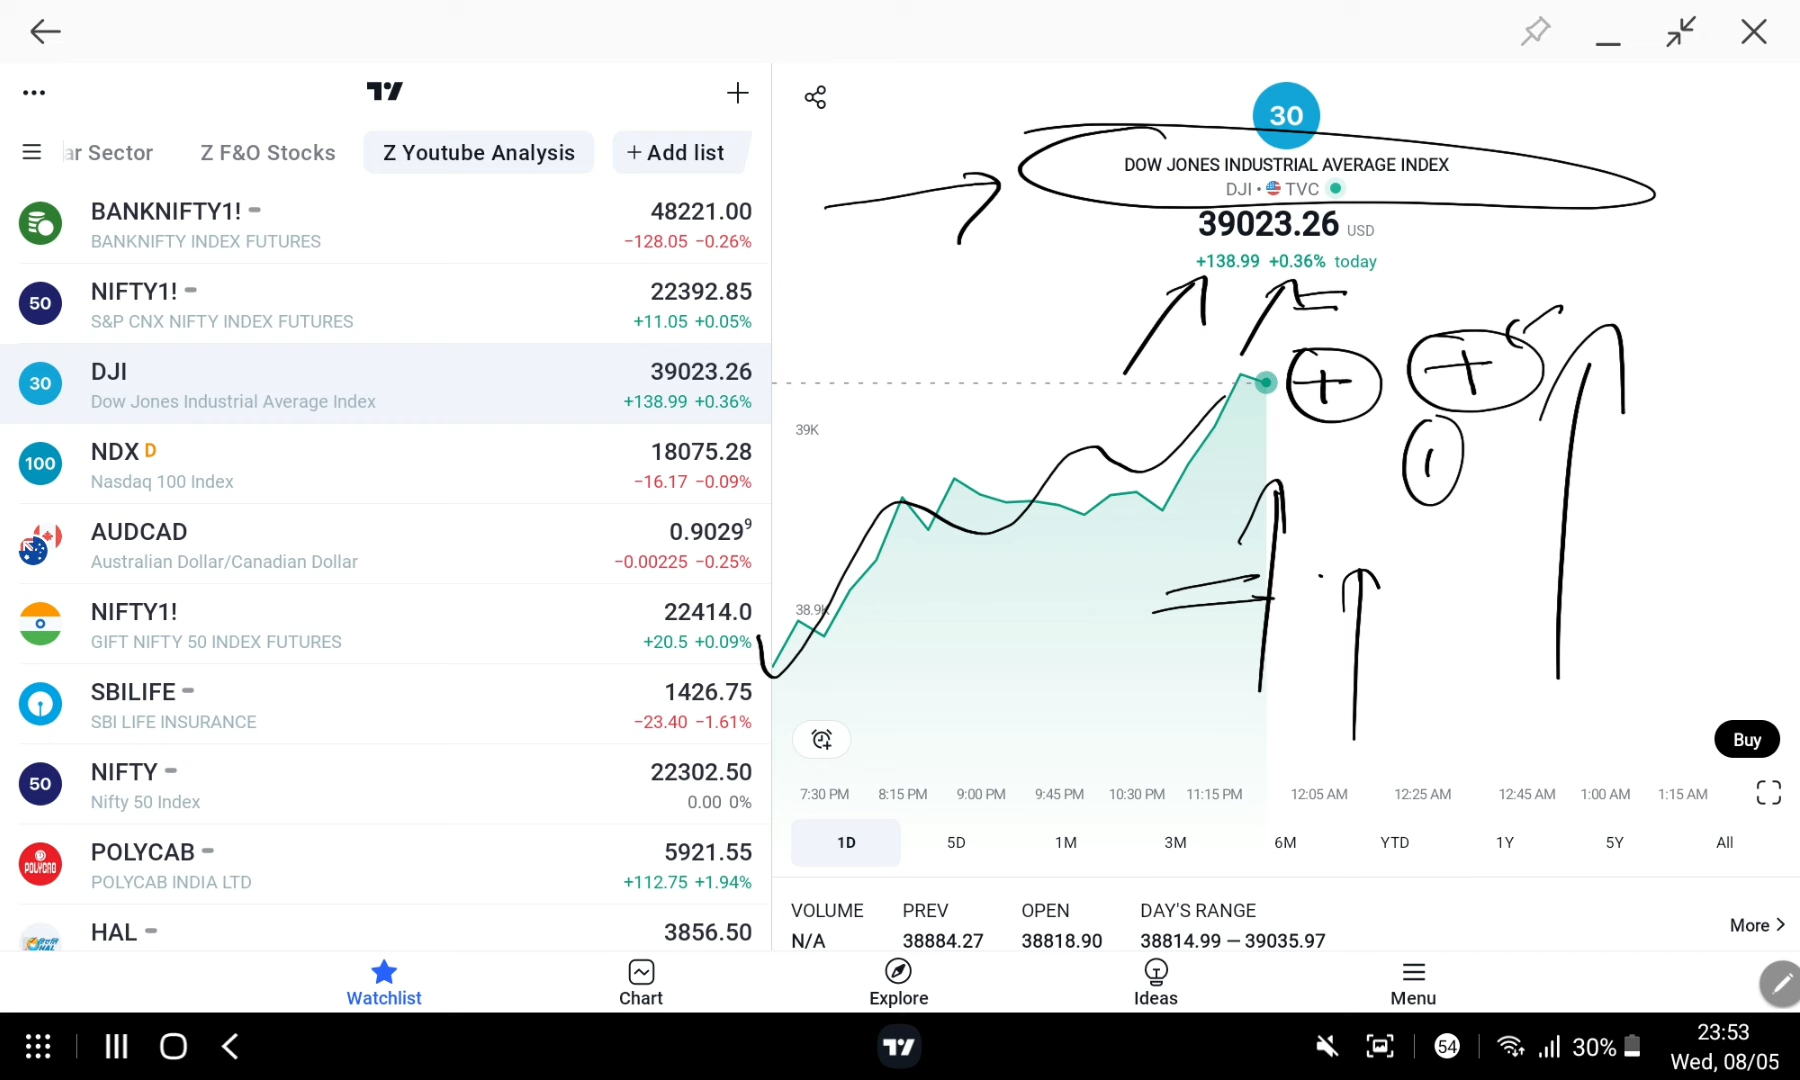 ar Sector
Z F&O Stocks
Z Youtube Analysis
+ Add list
BANKNIFTY1!
48221.00
BANKNIFTY INDEX FUTURES
−128.05 −0.26%
50
NIFTY1!
22392.85
S&P CNX NIFTY INDEX FUTURES
+11.05 +0.05%
30
DJI
39023.26
Dow Jones Industrial Average Index
+138.99 +0.36%
100
NDX D
18075.28
Nasdaq 100 Index
−16.17 −0.09%
AUDCAD
0.9029⁹
Australian Dollar/Canadian Dollar
−0.00225 −0.25%
NIFTY1!
22414.0
GIFT NIFTY 50 INDEX FUTURES
+20.5 +0.09%
SBILIFE
1426.75
SBI LIFE INSURANCE
−23.40 −1.61%
50
NIFTY
22302.50
Nifty 50 Index
0.00 0%
POLYCAB
POLYCAB
5921.55
POLYCAB INDIA LTD
+112.75 +1.94%
HAL
HAL
3856.50
30
DOW JONES INDUSTRIAL AVERAGE INDEX
DJI • TVC
39023.26 USD
+138.99 +0.36% today
+ +
39K
38.9K
Buy
7:30 PM 8:15 PM 9:00 PM 9:45 PM 10:30 PM 11:15 PM 12:05 AM 12:25 AM 12:45 AM 1:00 AM 1:15 AM
1D 5D 1M 3M 6M YTD 1Y 5Y All
VOLUME PREV OPEN DAY'S RANGE
N/A 38884.27 38818.90 38814.99 — 39035.97
More
Watchlist Chart Explore Ideas Menu
54
30%
23:53
Wed, 08/05